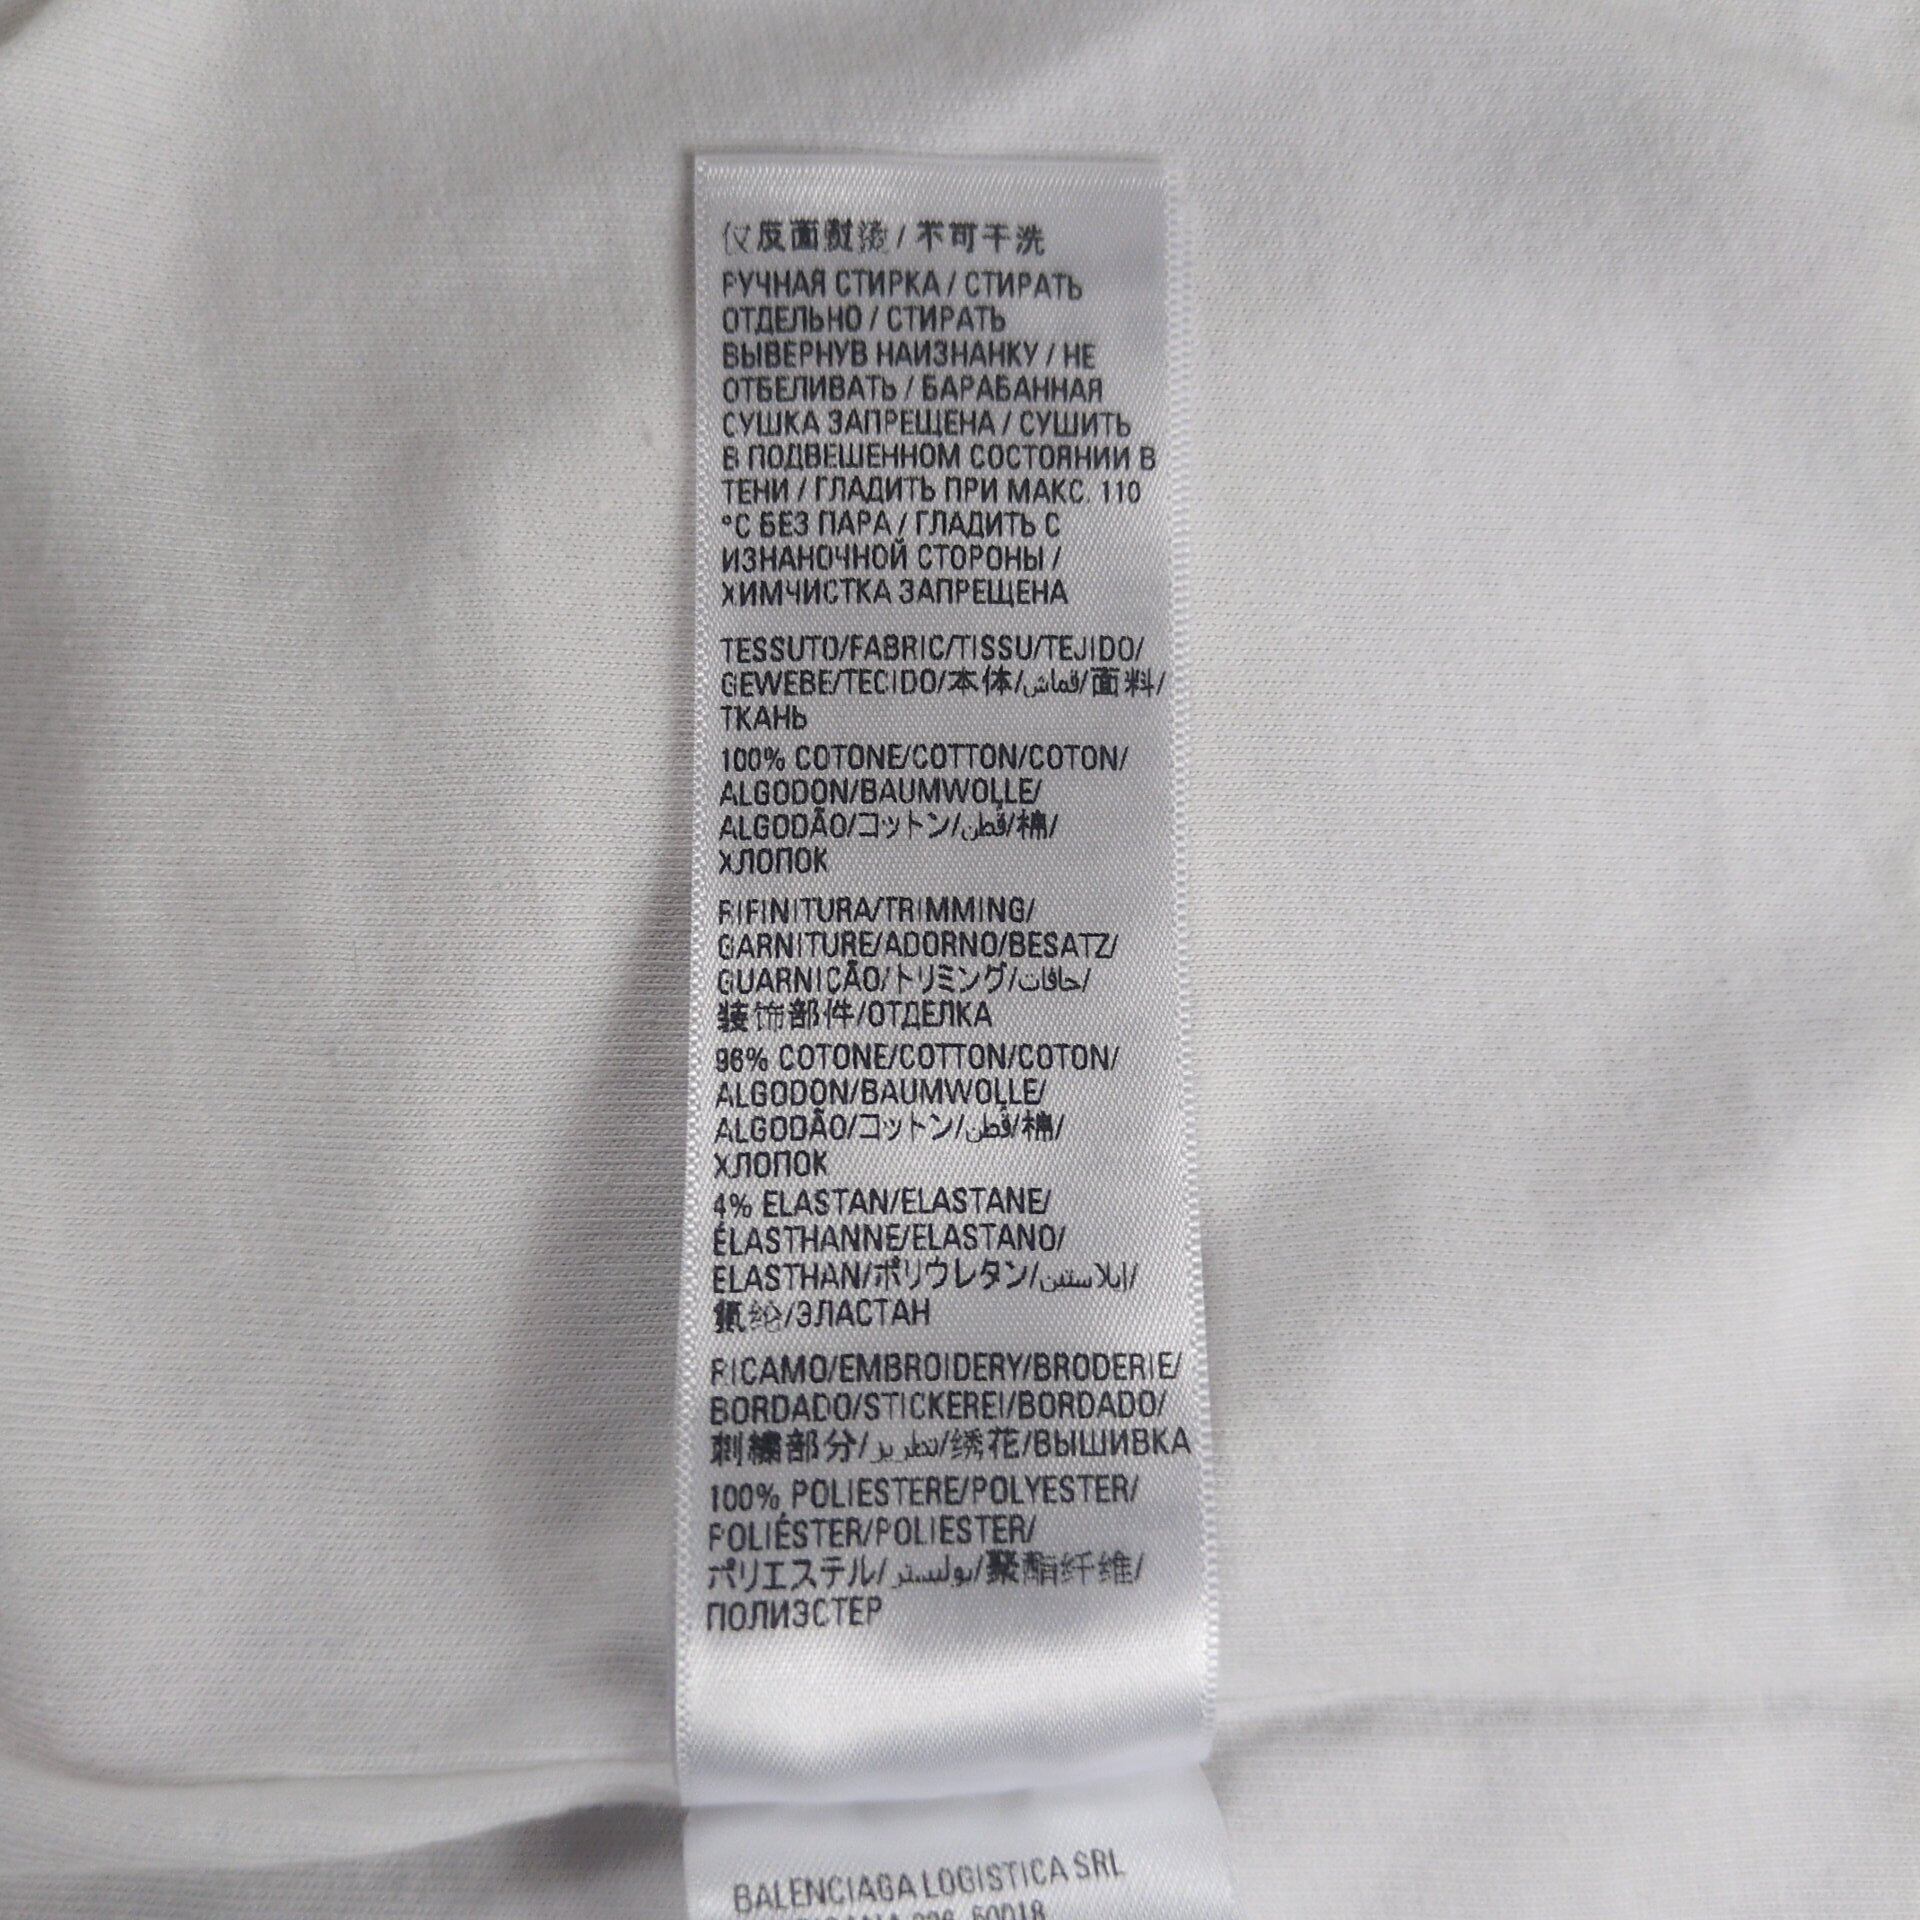 仅反面熨烫 / 不可干洗
РУЧНАЯ СТИРКА / СТИРАТЬ
ОТДЕЛЬНО / СТИРАТЬ
ВЫВЕРНУВ НАИЗНАНКУ / НЕ
ОТБЕЛИВАТЬ / БАРАБАННАЯ
СУШКА ЗАПРЕЩЕНА / СУШИТЬ
В ПОДВЕШЕННОМ СОСТОЯНИИ В
ТЕНИ / ГЛАДИТЬ ПРИ МАКС. 110
°C БЕЗ ПАРА / ГЛАДИТЬ С
ИЗНАНОЧНОЙ СТОРОНЫ /
ХИМЧИСТКА ЗАПРЕЩЕНА
TESSUTO/FABRIC/TISSU/TEJIDO/
GEWEBE/TECIDO/本体/قماش/面料/
ТКАНЬ
100% COTONE/COTTON/COTON/
ALGODON/BAUMWOLLE/
ALGODÃO/コットン/قطن/棉/
ХЛОПОК
RIFINITURA/TRIMMING/
GARNITURE/ADORNO/BESATZ/
GUARNICÃO/トリミング/حافات/
装饰部件/ОТДЕЛКА
96% COTONE/COTTON/COTON/
ALGODON/BAUMWOLLE/
ALGODÃO/コットン/قطن/棉/
ХЛОПОК
4% ELASTAN/ELASTANE/
ÉLASTHANNE/ELASTANO/
ELASTHAN/ポリウレタン/إيلاستين/
氨纶/ЭЛАСТАН
RICAMO/EMBROIDERY/BRODERIE/
BORDADO/STICKEREI/BORDADO/
刺繍部分/تطريز/绣花/ВЫШИВКА
100% POLIESTERE/POLYESTER/
POLIÉSTER/POLIESTER/
ポリエステル/بوليستر/聚酯纤维/
ПОЛИЭСТЕР
BALENCIAGA LOGISTICA SRL